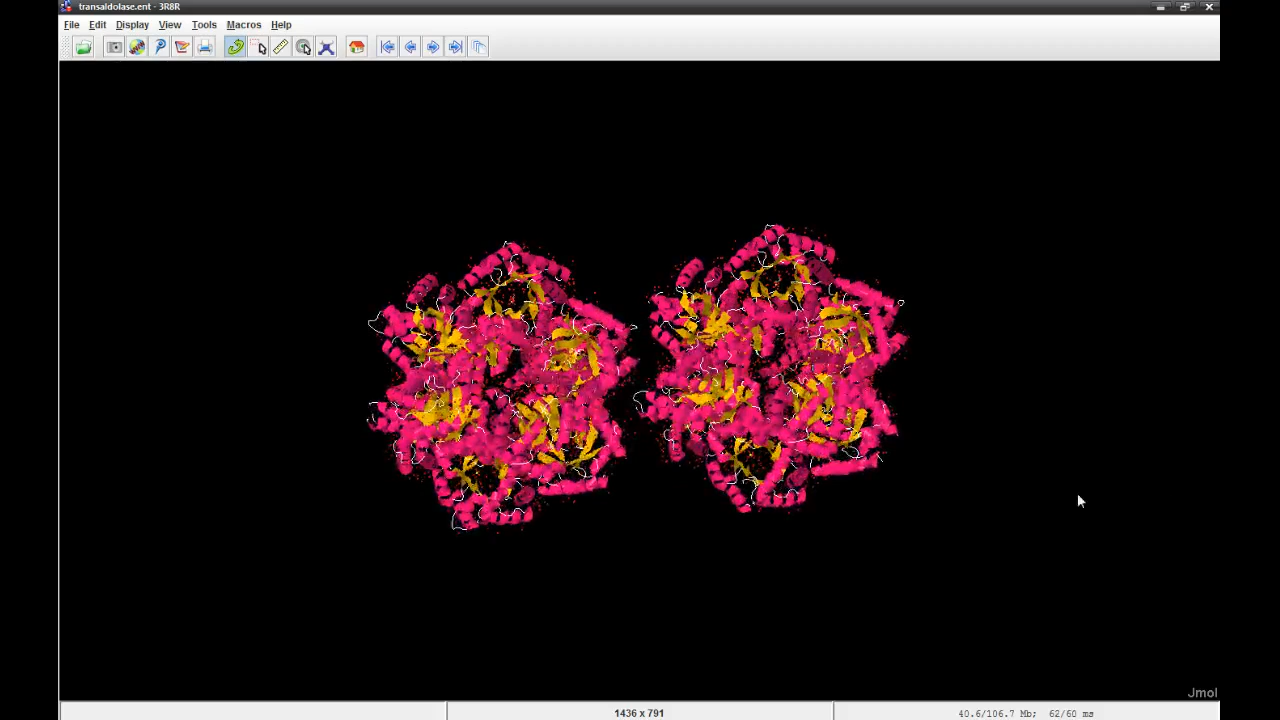 transaldolase.ent - 3R8R
File Edit Display View Tools Macros Help
Jmol
1436 x 791
40.6/106.7 Mb; 62/60 ms